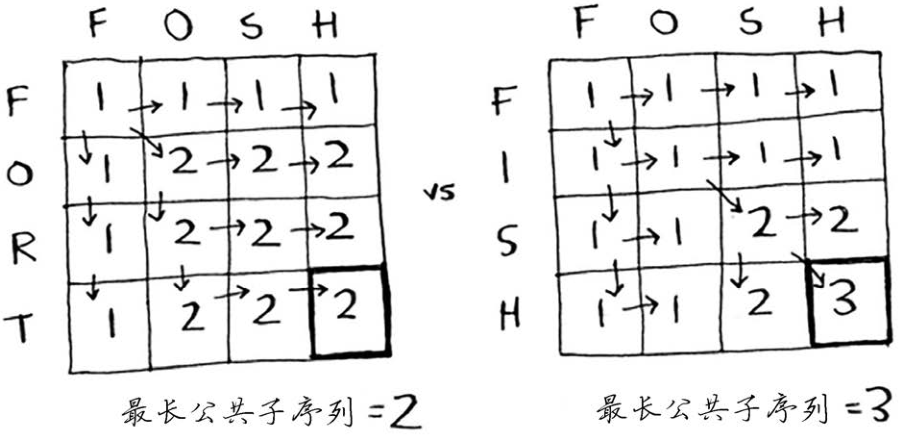 F O S H
F 1 → 1 → 1 → 1
O 1 2 → 2 → 2
R 1 2 → 2 → 2
T 1 2 → 2 → 2
最长公共子序列 = 2
vs
F O S H
F 1 → 1 → 1 → 1
I 1 → 1 → 1 → 1
S 1 → 1 2 → 2
H 1 → 1 2 3
最长公共子序列 = 3